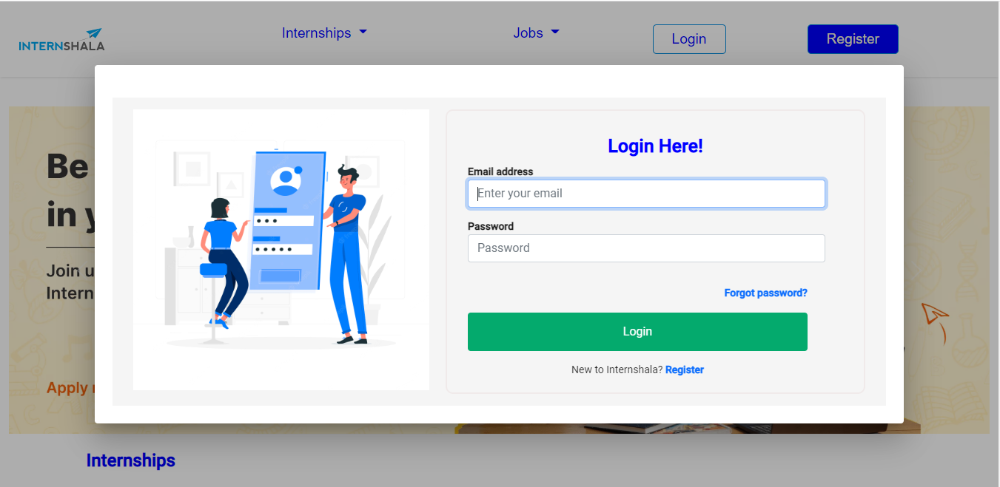 INTERNSHALA
Internships
Jobs
Login
Register
Be
in
Join u
Intern
Apply
Login Here!
Email address
Enter your email
Password
Password
Forgot password?
Login
New to Internshala? Register
Internships